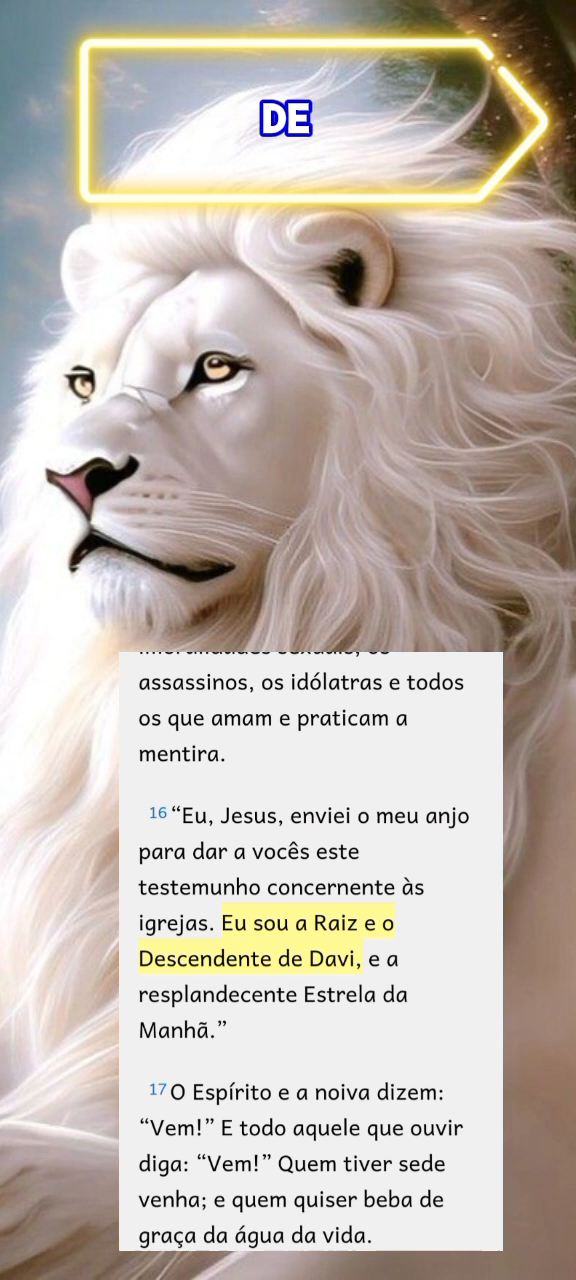 DE
imoralidades sexuais, os
assassinos, os idólatras e todos
os que amam e praticam a
mentira.
16 “Eu, Jesus, enviei o meu anjo
para dar a vocês este
testemunho concernente às
igrejas. Eu sou a Raiz e o
Descendente de Davi, e a
resplandecente Estrela da
Manhã.”
17 O Espírito e a noiva dizem:
“Vem!” E todo aquele que ouvir
diga: “Vem!” Quem tiver sede
venha; e quem quiser beba de
graça da água da vida.